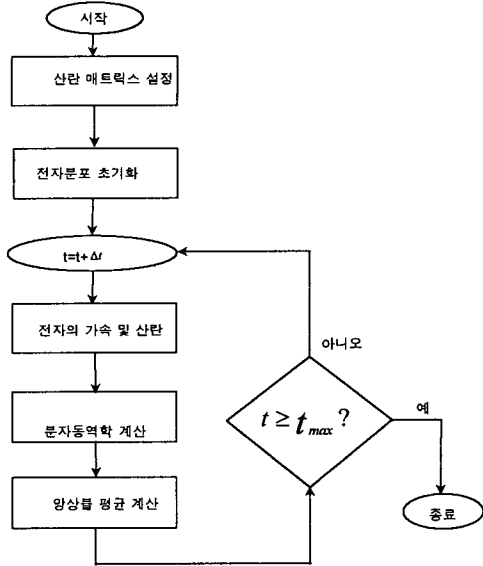 시작
산란 매트릭스 설정
전자분포 초기화
t=t+Δt
전자의 가속 및 산란
분자동역학 계산
앙상블 평균 계산
아니오
t ≥ t max ?
예
종료